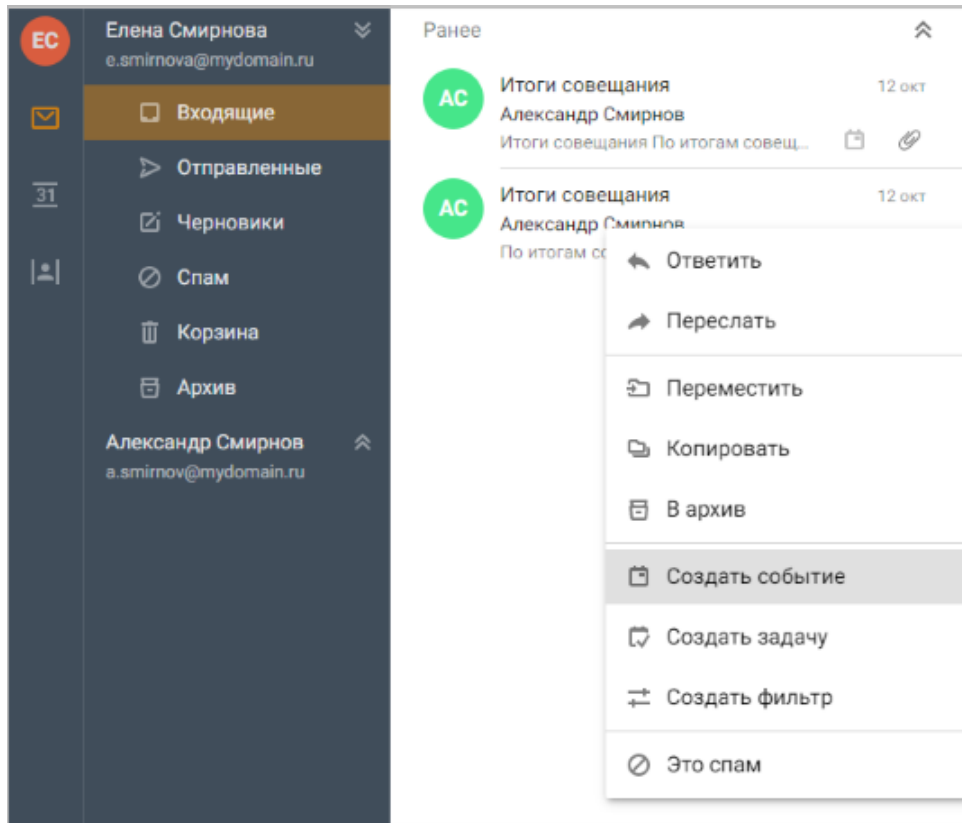 ЕС
31
Елена Смирнова
e.smirnova@mydomain.ru
Входящие
Отправленные
Черновики
Спам
Корзина
Архив
Александр Смирнов
a.smirnov@mydomain.ru
Ранее
АС
Итоги совещания 12 окт
Александр Смирнов
Итоги совещания По итогам совещ...
АС
Итоги совещания 12 окт
Александр Смирнов
По итогам
Ответить
Переслать
Переместить
Копировать
В архив
Создать событие
Создать задачу
Создать фильтр
Это спам